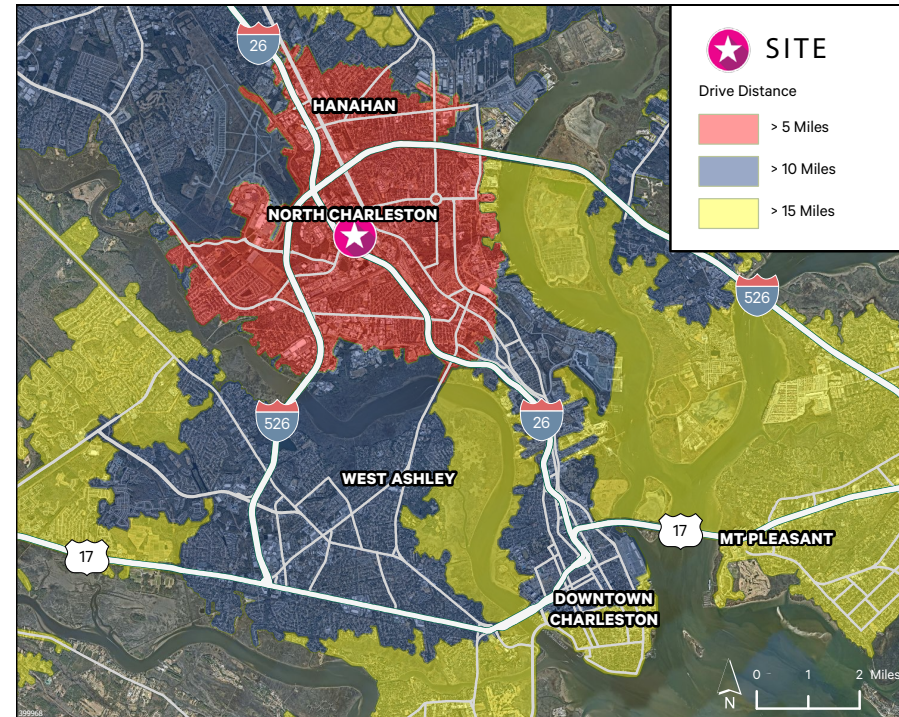 SITE
Drive Distance
> 5 Miles
> 10 Miles
> 15 Miles
26
HANAHAN
NORTH CHARLESTON
526
526
26
WEST ASHLEY
17
17
MT PLEASANT
DOWNTOWN
CHARLESTON
0 1 2 Miles
N
399968